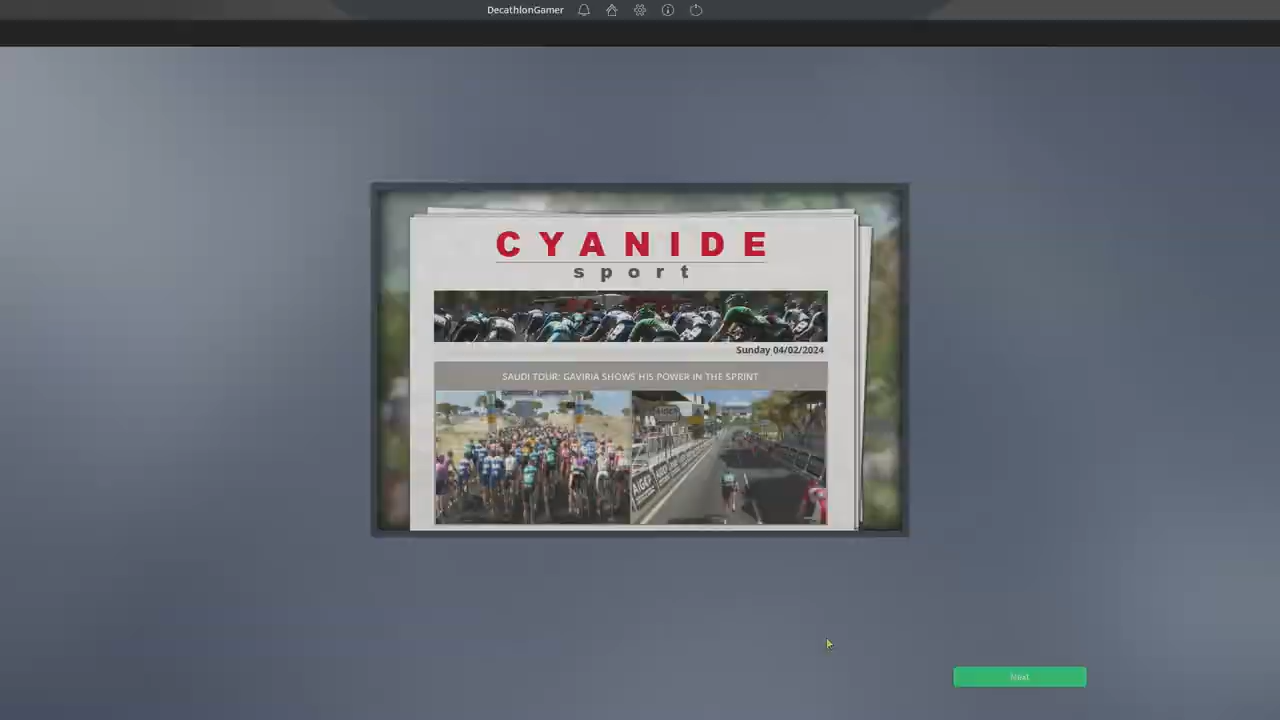 DecathlonGamer
CYANIDE
sport
Sunday 04/02/2024
SAUDI TOUR: GAVIRIA SHOWS HIS POWER IN THE SPRINT
Next